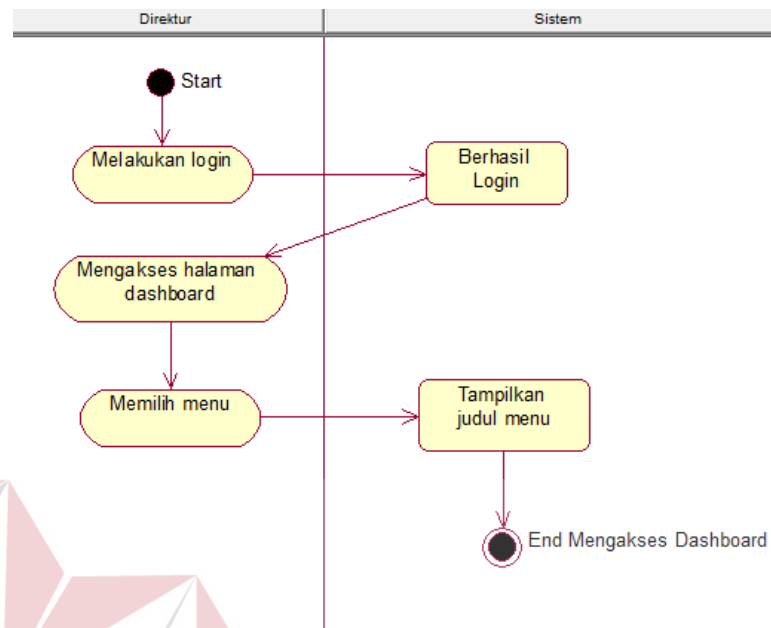 Direktur
Sistem
Start
Melakukan login
Berhasil
Login
Mengakses halaman
dashboard
Memilih menu
Tampilkan
judul menu
End Mengakses Dashboard